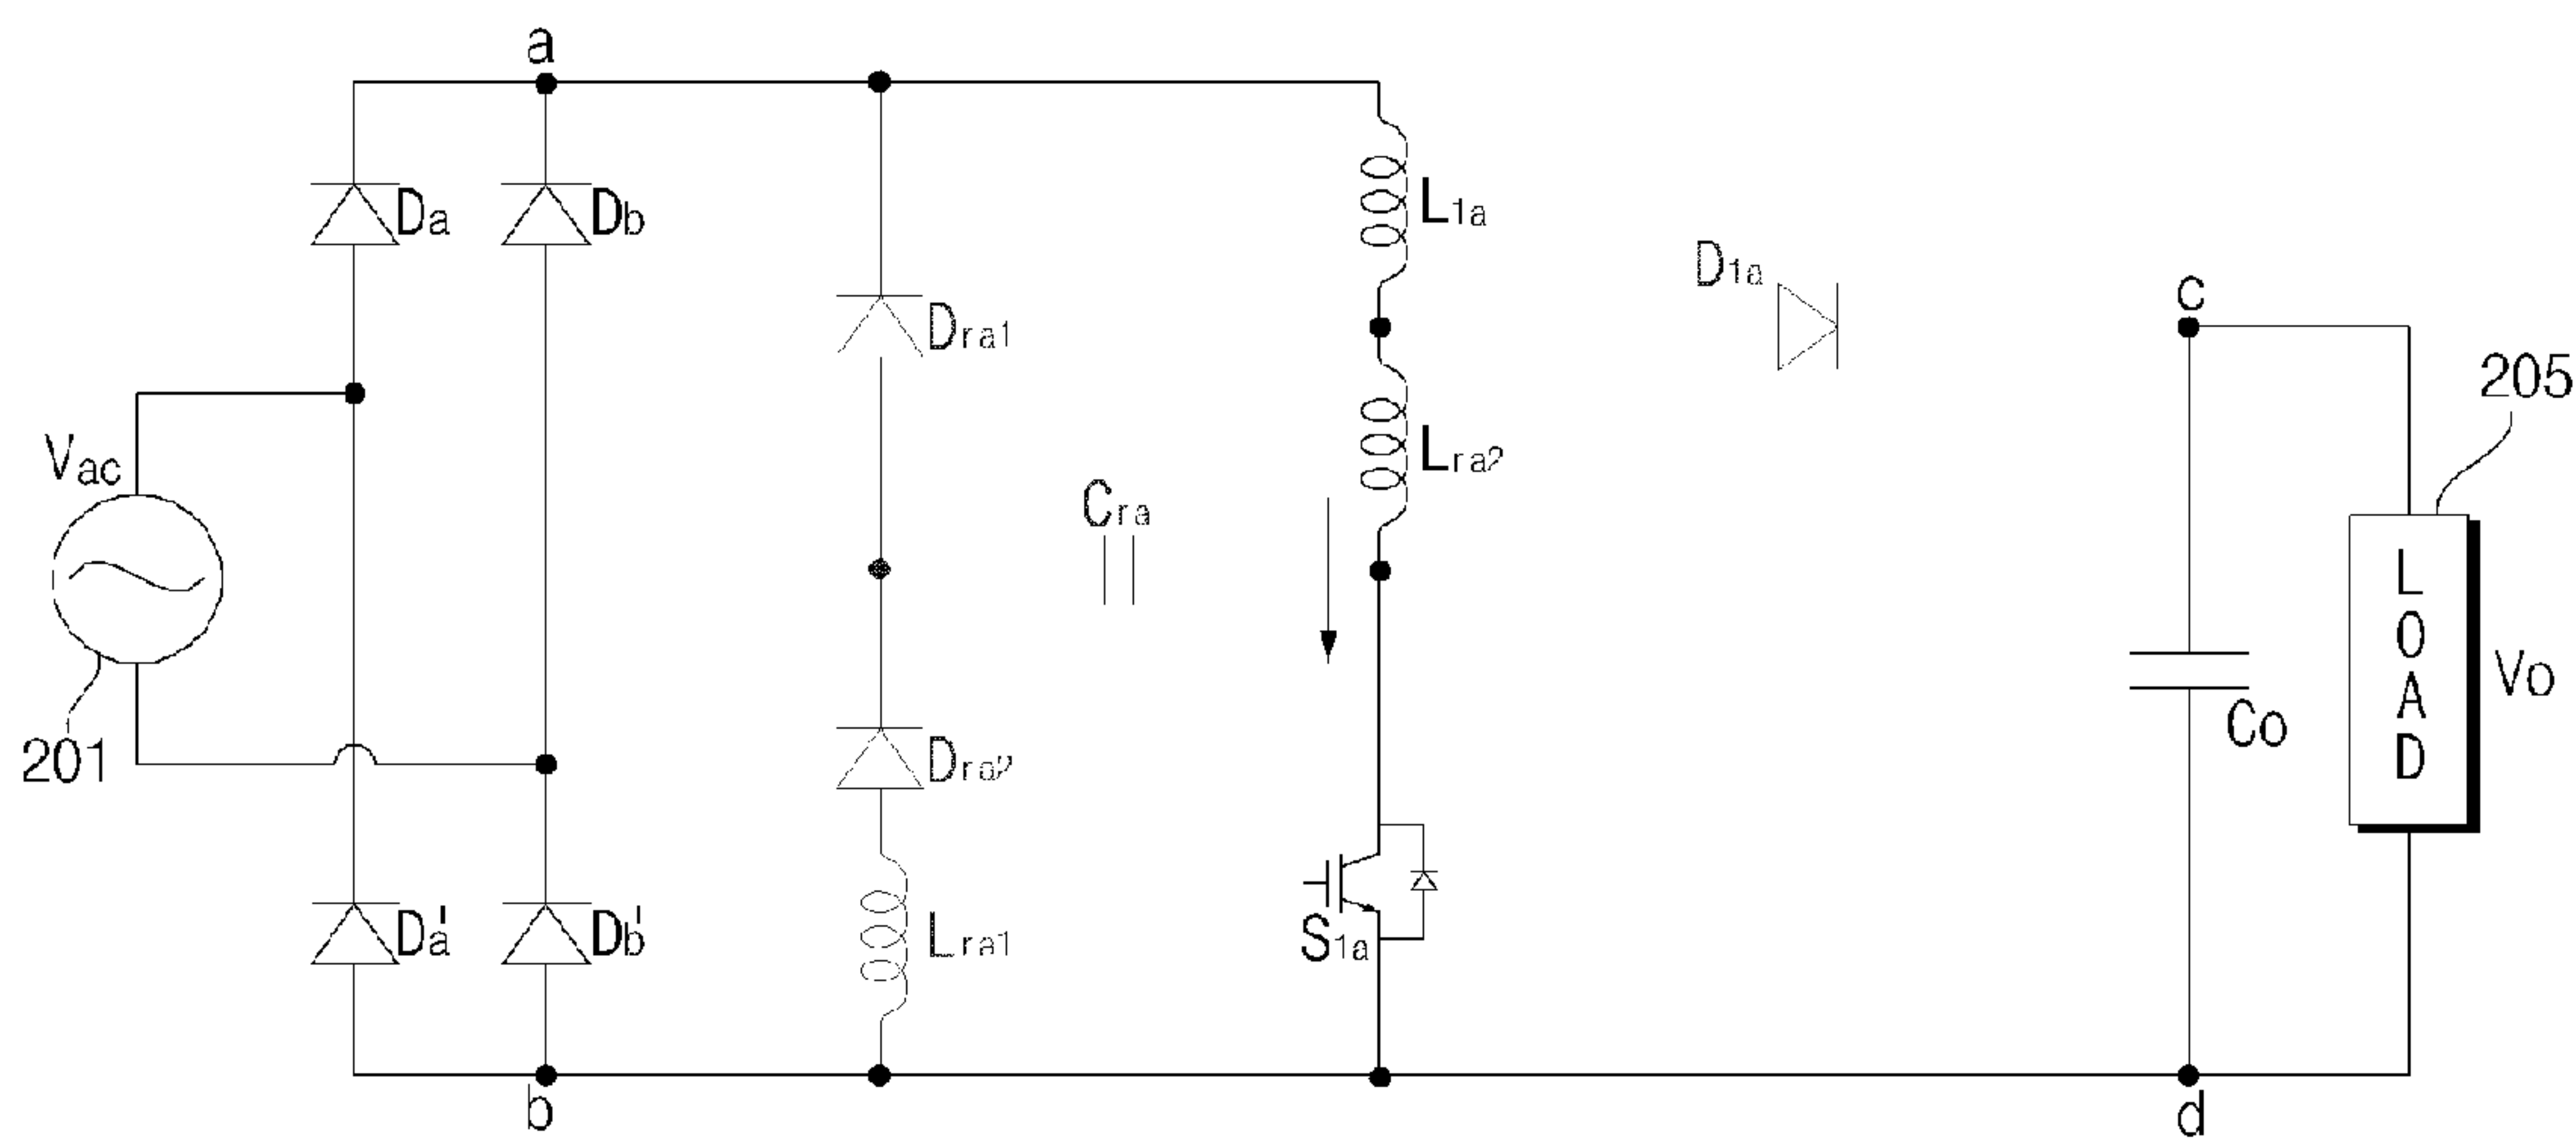 a
Da
Db
L1a
Dra1
D1a
c
205
Vac
Lra2
Cra
LOAD
Vo
Co
201
Dra2
Da'
Db'
Lra1
S1a
b
d